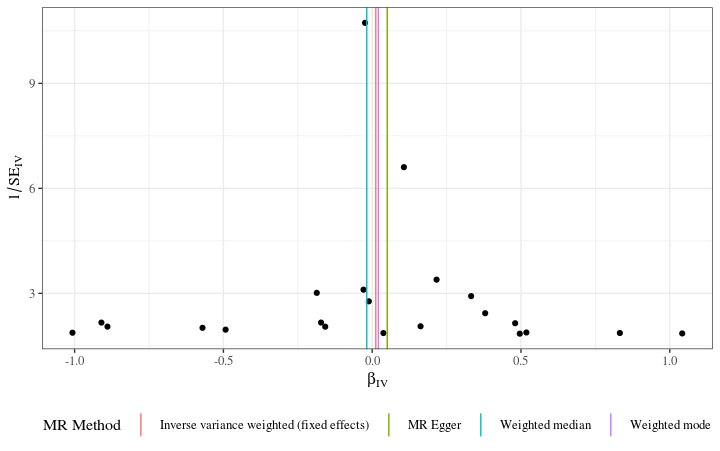 1/SE_IV
9
6
3
-1.0 -0.5 0.0 0.5 1.0
β_IV
MR Method Inverse variance weighted (fixed effects) MR Egger Weighted median Weighted mode